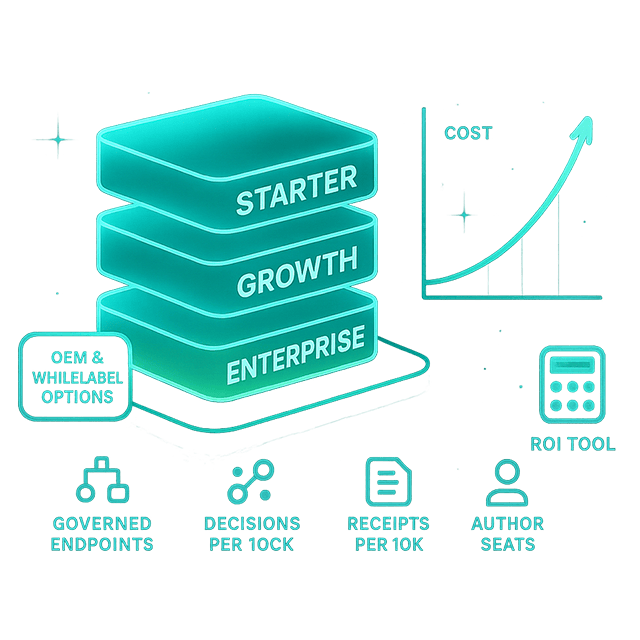 STARTER
GROWTH
ENTERPRISE
COST
OEM &
WHILELABEL
OPTIONS
ROI TOOL
GOVERNED
ENDPOINTS
DECISIONS
PER 10CK
RECEIPTS
PER 10K
AUTHOR
SEATS